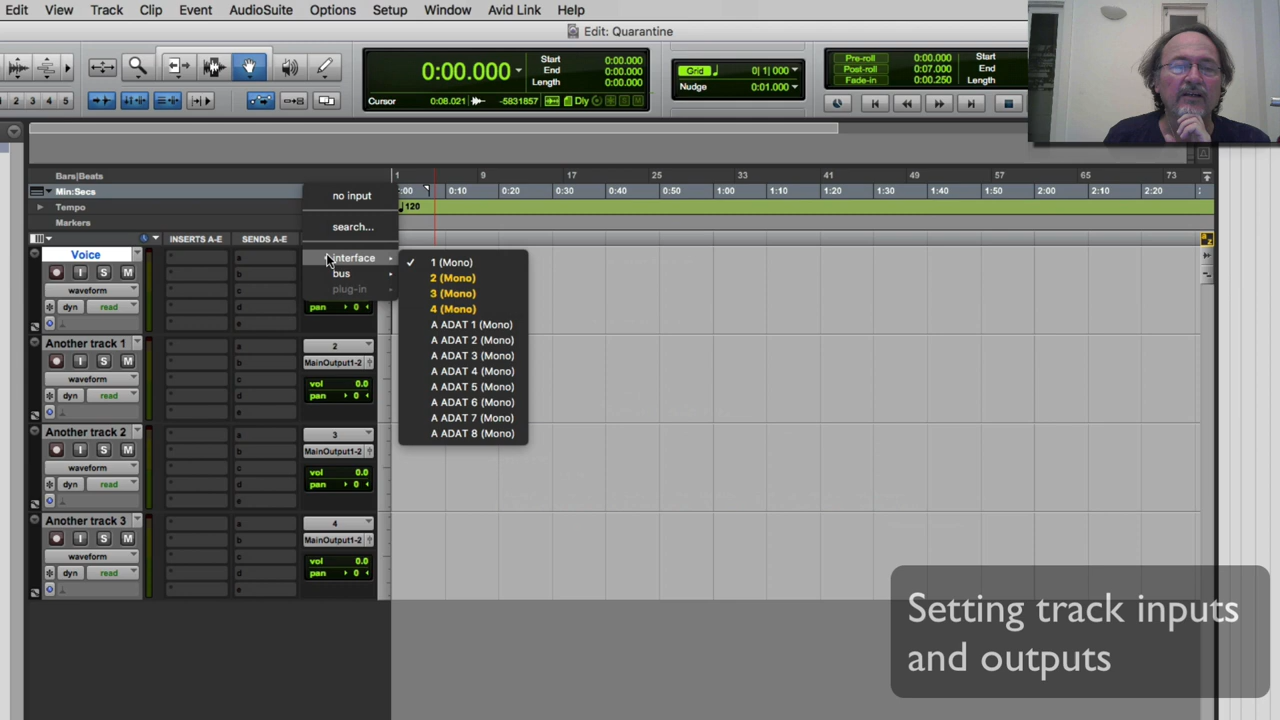 Edit View Track Clip Event AudioSuite Options Setup Window Avid Link Help
Edit: Quarantine
0:00.000
Start 0:00.000
End 0:00.000
Length 0:00.000
Cursor 0:08.021 -5831857 Dly
Grid 0| 1| 000
Nudge 0:01.000
Pre-roll 0:00.000
Post-roll 0:07.000
Fade-in 0:00.250
Start
End
Length
1 2 3 4 5
Bars|Beats 1 9 17 25 33 41 49 57 65 73
Min:Secs 0:10 0:20 0:30 0:40 0:50 1:00 1:10 1:20 1:30 1:40 1:50 2:00 2:10 2:20
Tempo 120
Markers
INSERTS A-E SENDS A-E
no input
search...
interface
bus
plug-in
1 (Mono)
2 (Mono)
3 (Mono)
4 (Mono)
A ADAT 1 (Mono)
A ADAT 2 (Mono)
A ADAT 3 (Mono)
A ADAT 4 (Mono)
A ADAT 5 (Mono)
A ADAT 6 (Mono)
A ADAT 7 (Mono)
A ADAT 8 (Mono)
Voice
I S M
waveform
dyn read
a
b
c
d
e
pan 0
Another track 1
I S M
waveform
dyn read
a
b
c
d
e
2
MainOutput1-2
vol 0.0
pan 0
Another track 2
I S M
waveform
dyn read
a
b
c
d
e
3
MainOutput1-2
vol 0.0
pan 0
Another track 3
I S M
waveform
dyn read
a
b
c
d
e
4
MainOutput1-2
vol 0.0
pan 0
Setting track inputs
and outputs